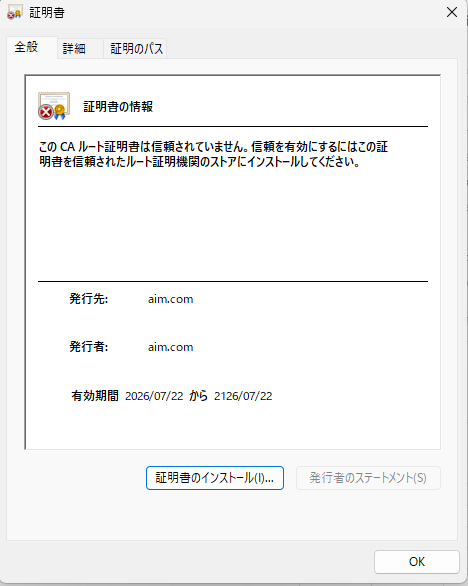 証明書
全般
詳細
証明のパス
証明書の情報
この CA ルート証明書は信頼されていません。信頼を有効にするにはこの証
明書を信頼されたルート証明機関のストアにインストールしてください。
発行先: aim.com
発行者: aim.com
有効期間 2026/07/22 から 2126/07/22
証明書のインストール(I)...
発行者のステートメント(S)
OK